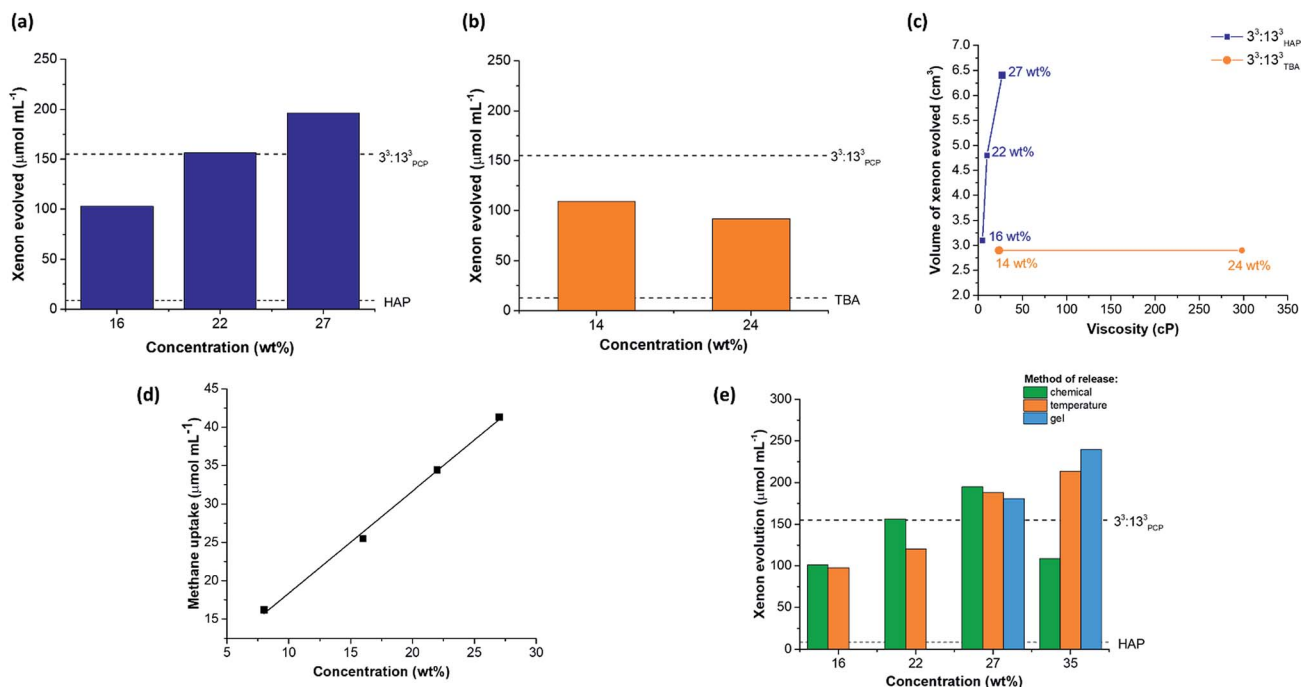 (a)
Xenon evolved (μmol mL⁻¹)
250
200
150
100
50
0
3³:13³PCP
HAP
16
22
27
Concentration (wt%)
(b)
Xenon evolved (μmol mL⁻¹)
250
200
150
100
50
0
3³:13³PCP
TBA
14
24
Concentration (wt%)
(c)
3³:13³HAP
3³:13³TBA
Volume of xenon evolved (cm³)
7.0
6.5
6.0
5.5
5.0
4.5
4.0
3.5
3.0
2.5
2.0
27 wt%
22 wt%
16 wt%
14 wt%
24 wt%
0
50
100
150
200
250
300
350
Viscosity (cP)
(d)
Methane uptake (μmol mL⁻¹)
45
40
35
30
25
20
15
5
10
15
20
25
30
Concentration (wt%)
(e)
Method of release:
chemical
temperature
gel
Xenon evolution (μmol mL⁻¹)
300
250
200
150
100
50
0
3³:13³PCP
HAP
16
22
27
35
Concentration (wt%)